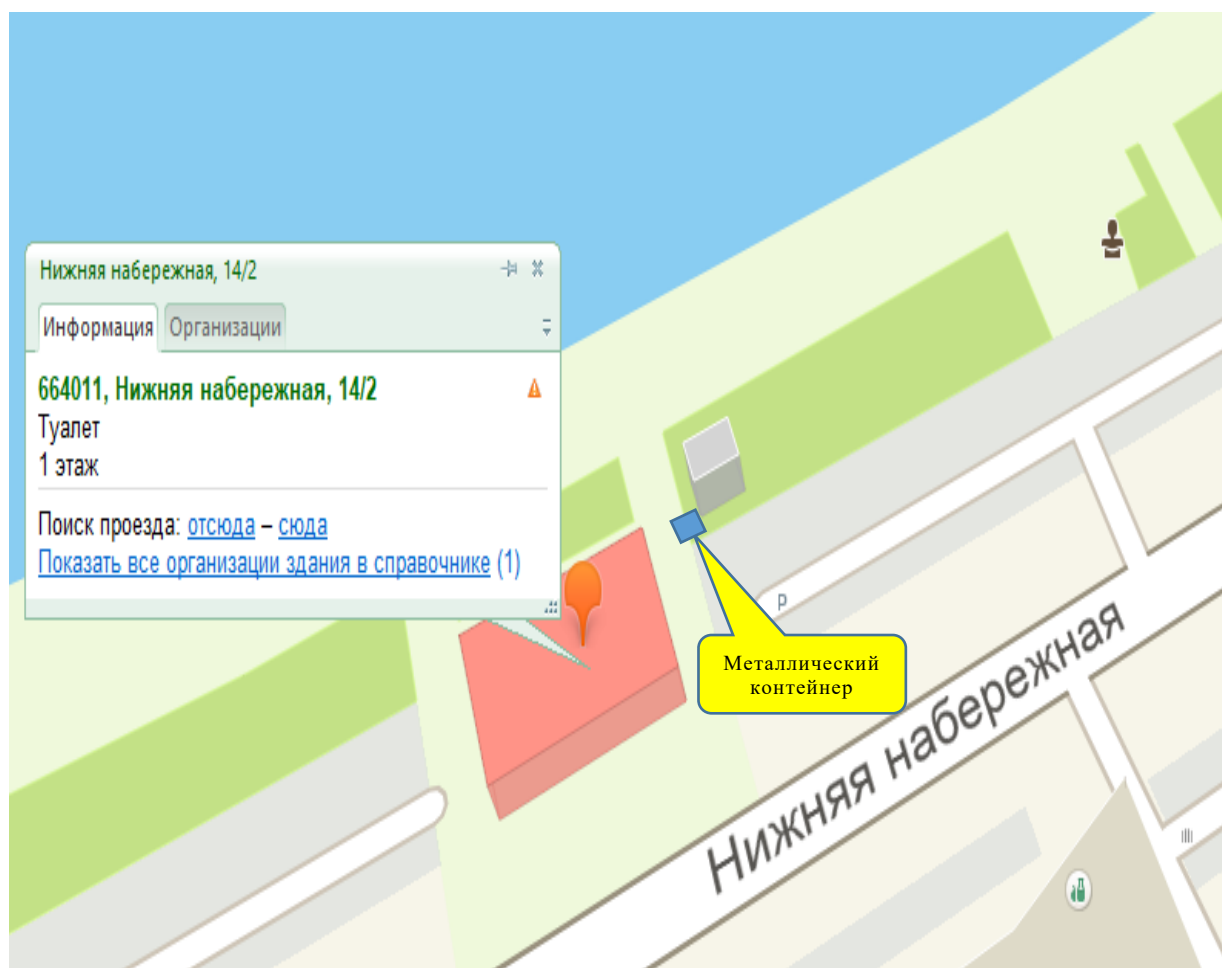 Нижняя набережная, 14/2
Информация Организации
664011, Нижняя набережная, 14/2
Туалет
1 этаж
Поиск проезда: отсюда – сюда
Показать все организации здания в справочнике (1)
P
Металлический
контейнер
Нижняя набережная